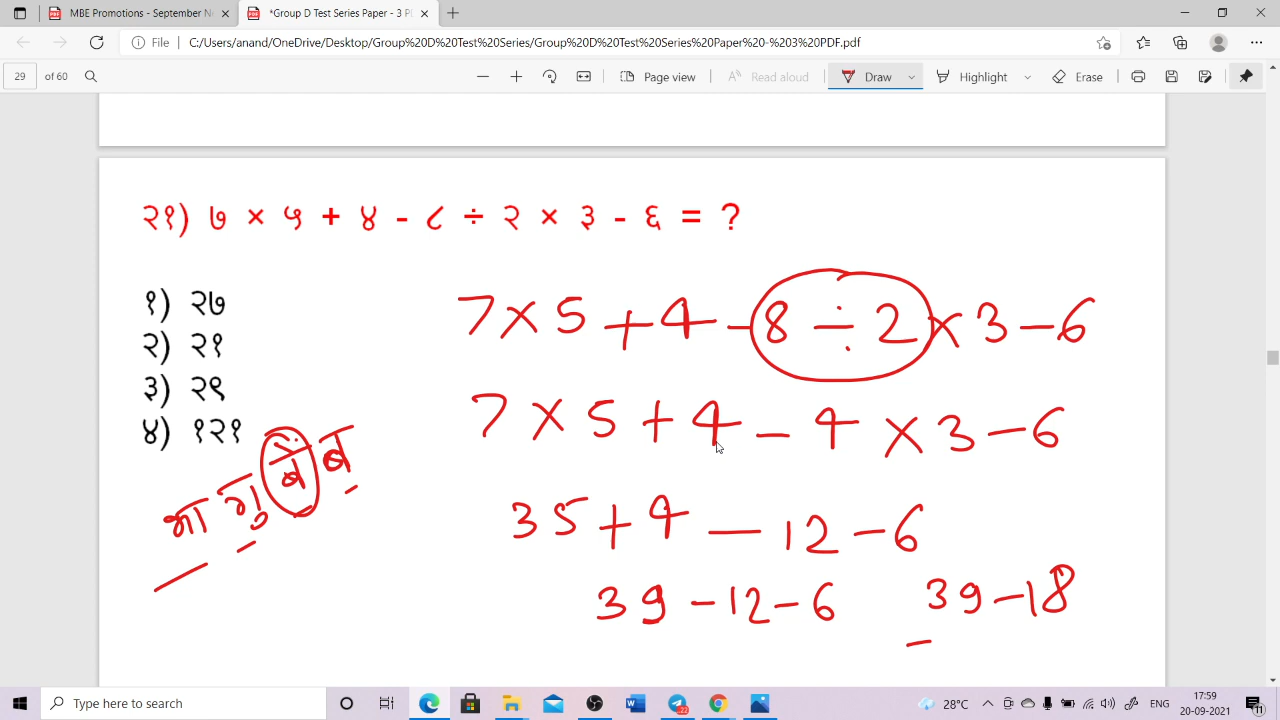 MBE Promotions - September No
*Group D Test Series Paper - 3 PD
File
C:/Users/anand/OneDrive/Desktop/Group%20D%20Test%20Series/Group%20D%20Test%20Series%20Paper%20-%203%20PDF.pdf
29 of 60
Page view
Read aloud
Draw
Highlight
Erase
२१) ७ × ५ + ४ - ८ ÷ २ × ३ - ६ = ?
१) २७
२) २१
३) २९
४) १२१
7 × 5 + 4 - 8 ÷ 2 × 3 - 6
7 × 5 + 4 - 4 × 3 - 6
35 + 4 - 12 - 6
39 - 12 - 6
39 - 18
भा गु बे व
Type here to search
22
28°C
ENG
17:59
20-09-2021
11